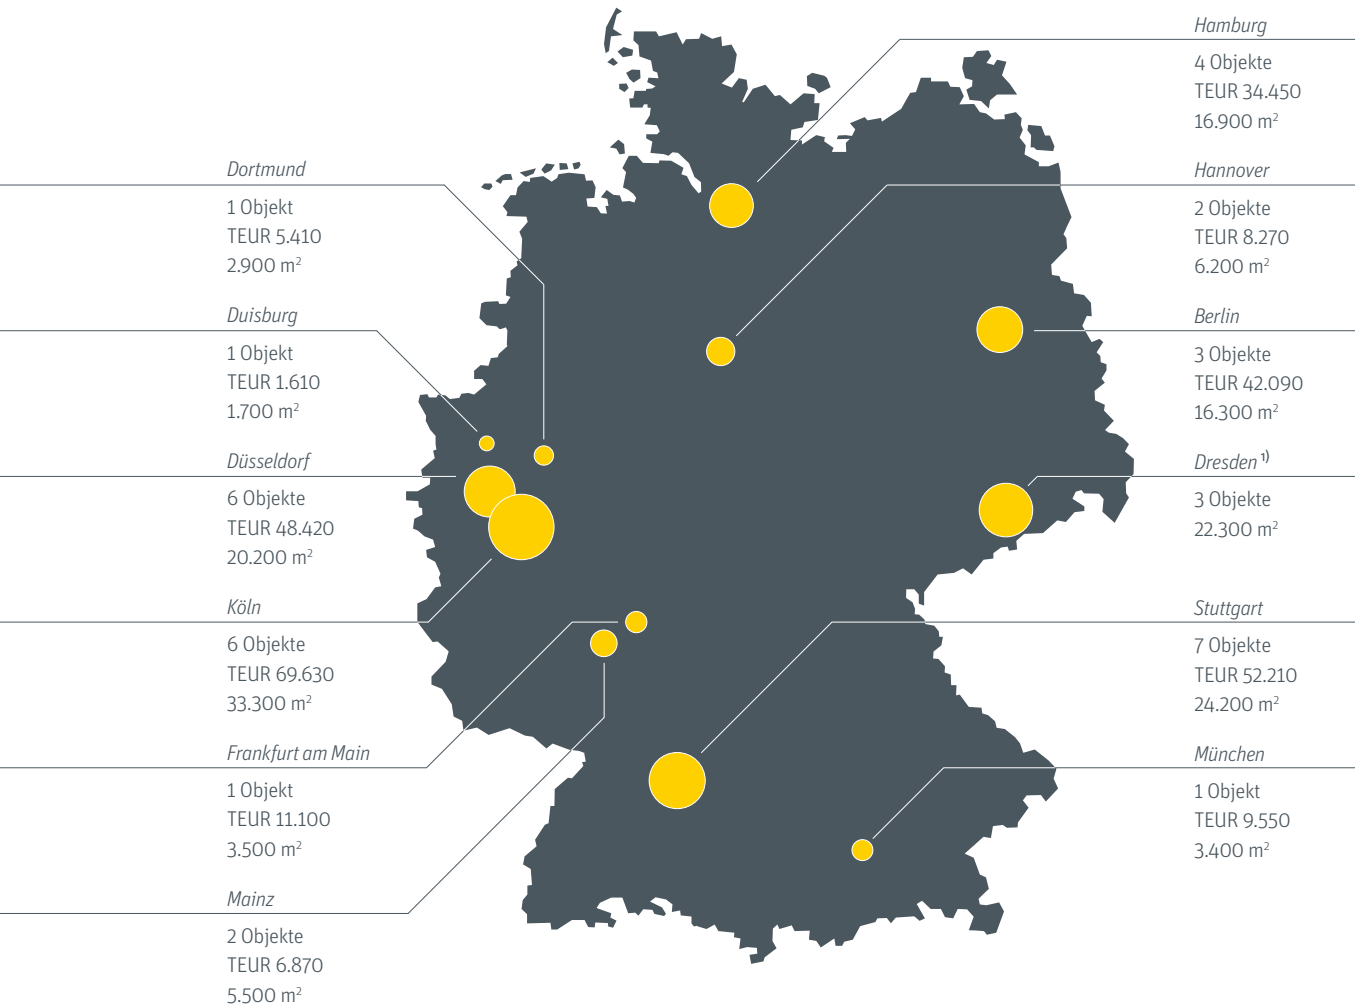 Dortmund
1 Objekt
TEUR 5.410
2.900 m²
Duisburg
1 Objekt
TEUR 1.610
1.700 m²
Düsseldorf
6 Objekte
TEUR 48.420
20.200 m²
Köln
6 Objekte
TEUR 69.630
33.300 m²
Frankfurt am Main
1 Objekt
TEUR 11.100
3.500 m²
Mainz
2 Objekte
TEUR 6.870
5.500 m²
Hamburg
4 Objekte
TEUR 34.450
16.900 m²
Hannover
2 Objekte
TEUR 8.270
6.200 m²
Berlin
3 Objekte
TEUR 42.090
16.300 m²
Dresden ¹⁾
3 Objekte
22.300 m²
Stuttgart
7 Objekte
TEUR 52.210
24.200 m²
München
1 Objekt
TEUR 9.550
3.400 m²